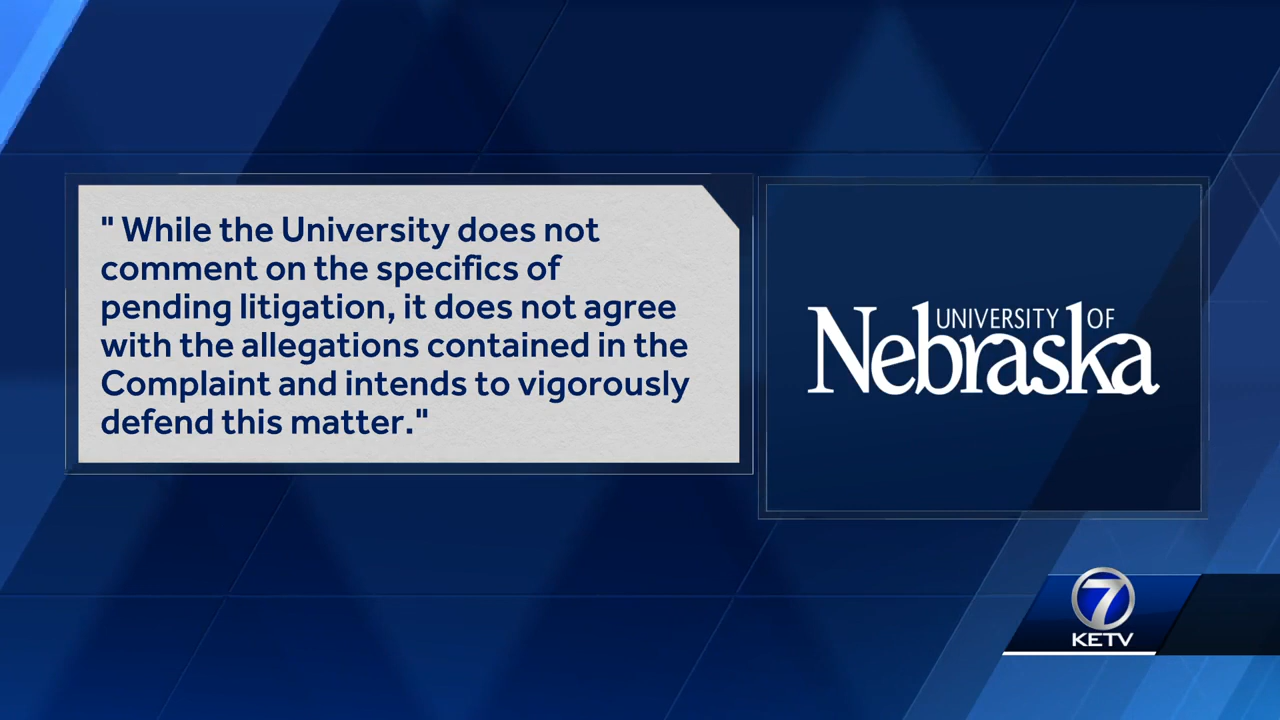 " While the University does not
comment on the specifics of
pending litigation, it does not agree
with the allegations contained in the
Complaint and intends to vigorously
defend this matter."
UNIVERSITY OF
Nebraska
7
KETV